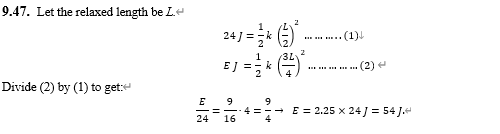 9.47. Let the relaxed length be L.↵
24 J = 1/2 k (L/2)² ........... (1)↓
E J = 1/2 k (3L/4)² ............... (2) ↵
Divide (2) by (1) to get:↵
E/24 = 9/16 · 4 = 9/4 → E = 2.25 × 24 J = 54 J.↵